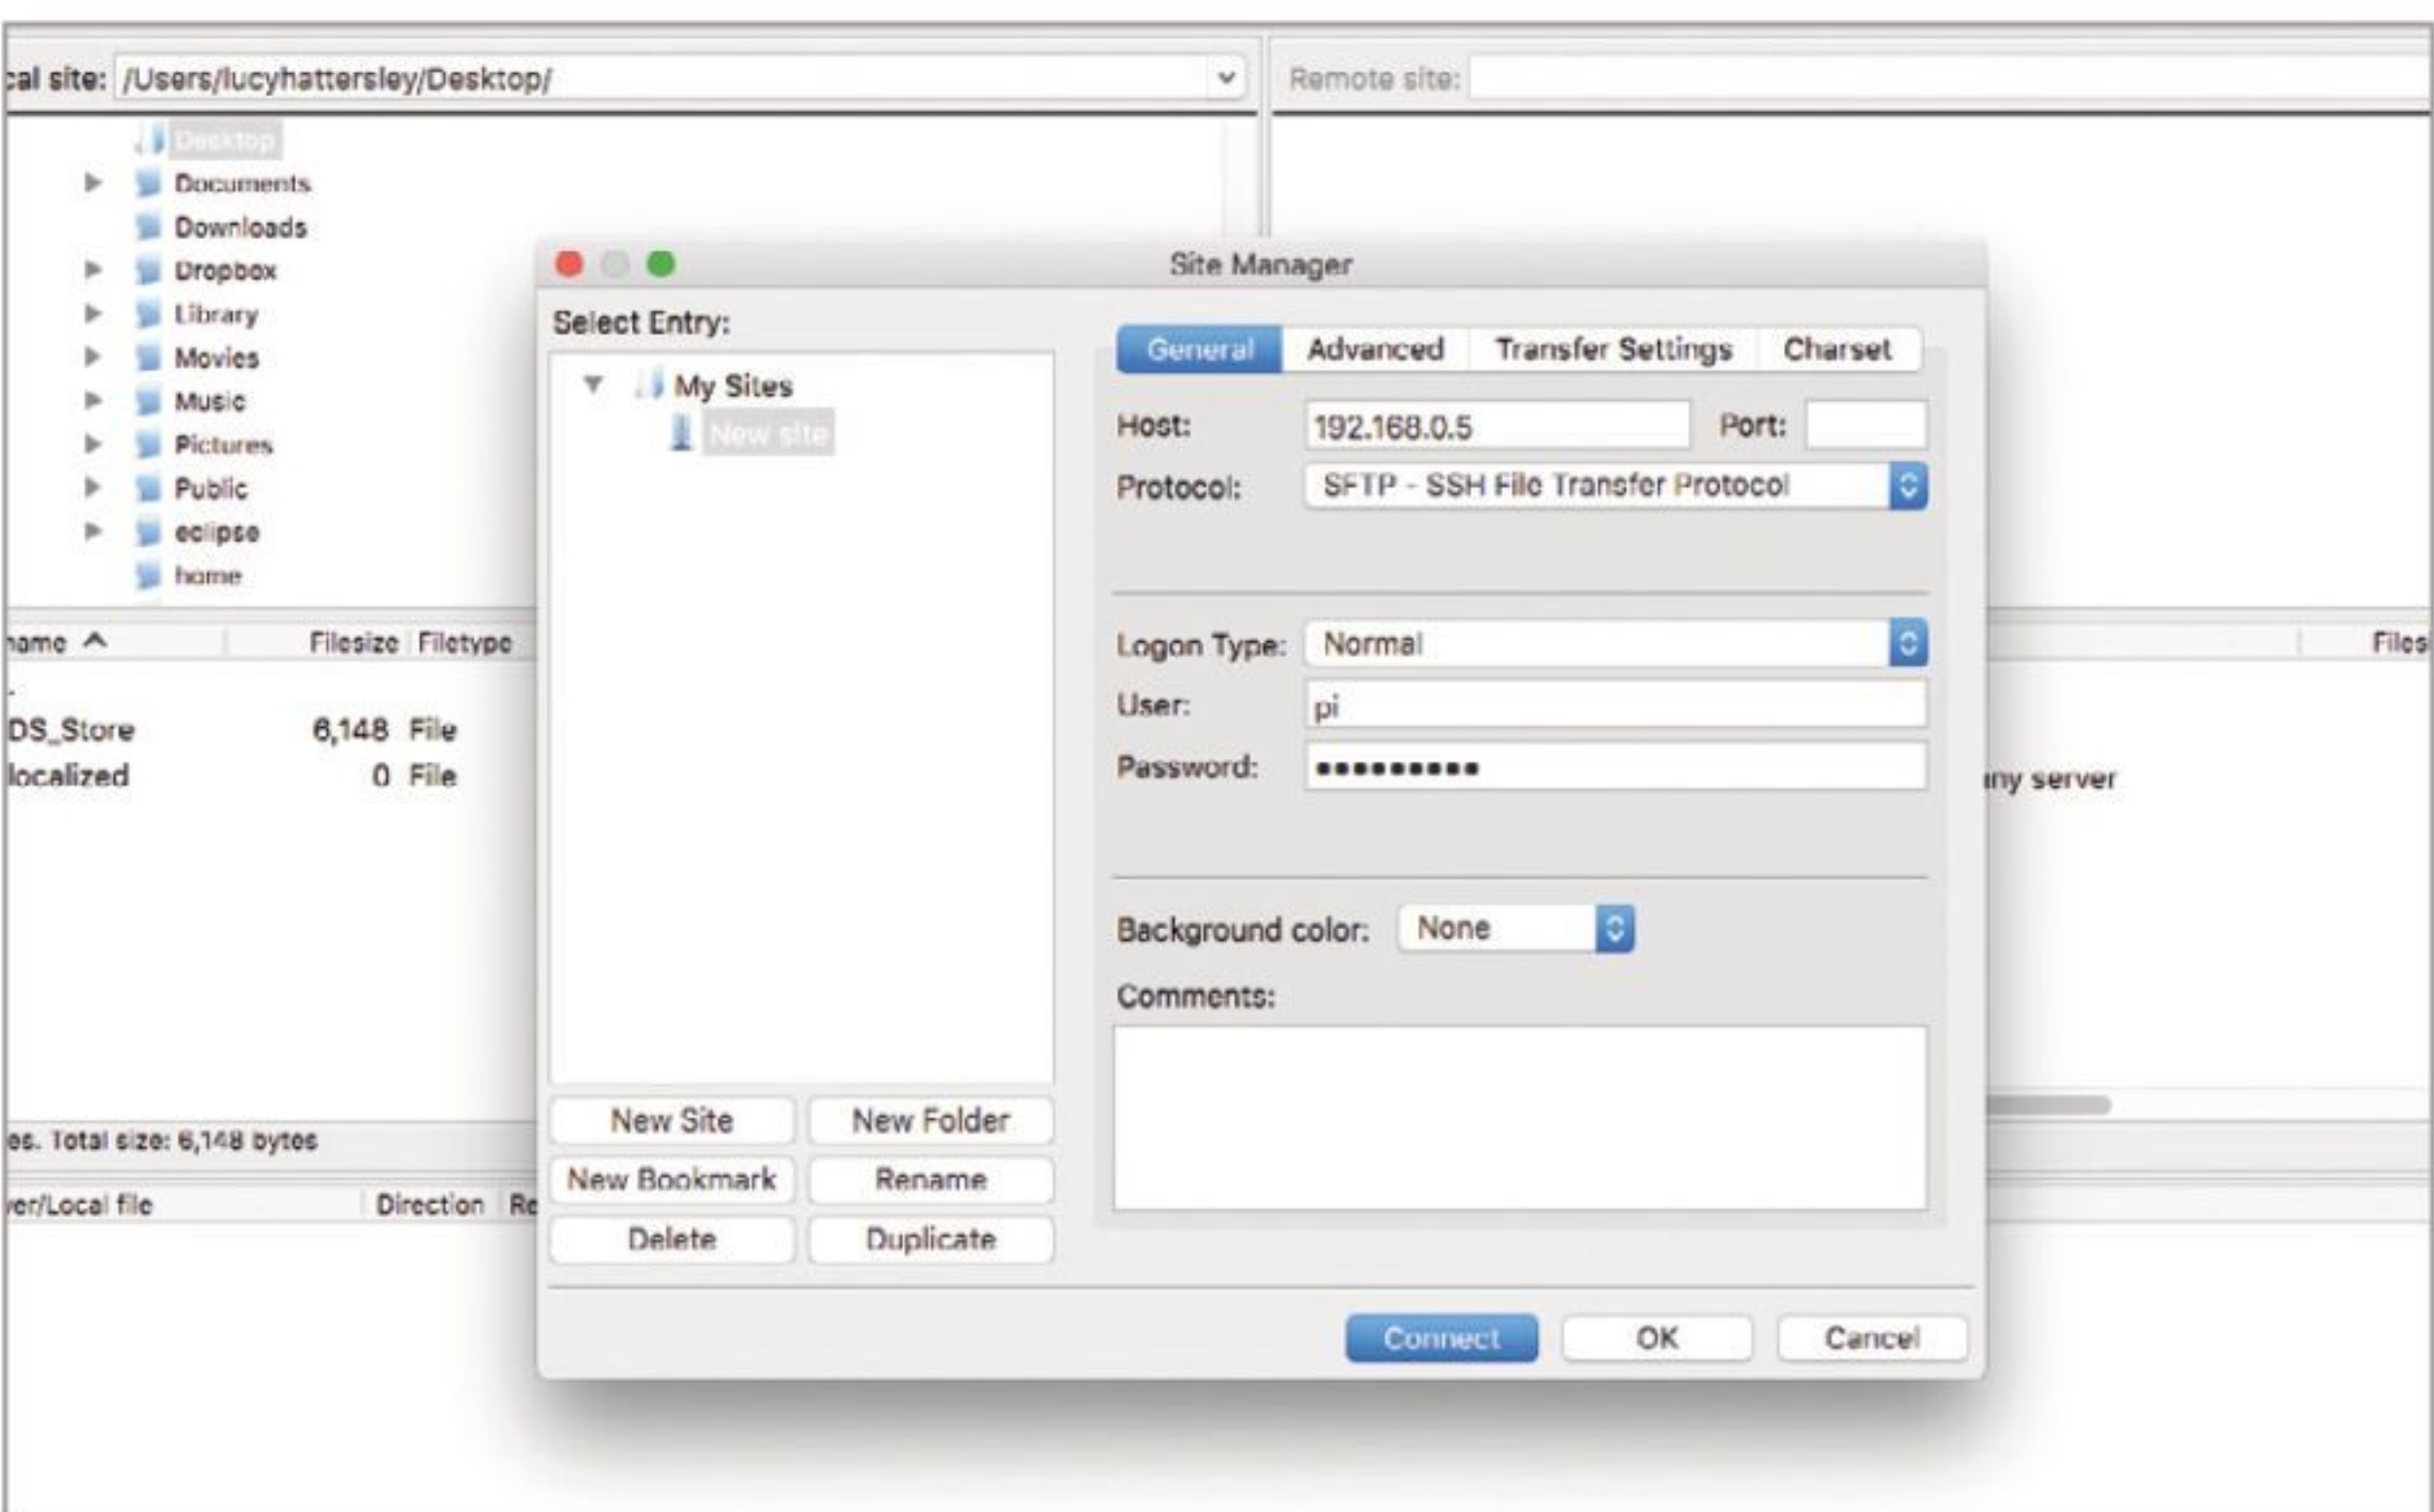 cal site: /Users/lucyhattersley/Desktop/
Remote site:
Desktop
Documents
Downloads
Dropbox
Library
Movies
Music
Pictures
Public
eclipse
home
name Filesize Filetype
DS_Store 6,148 File
localized 0 File
es. Total size: 6,148 bytes
ver/Local file Direction Re
Site Manager
Select Entry:
My Sites
New site
New Site New Folder
New Bookmark Rename
Delete Duplicate
General Advanced Transfer Settings Charset
Host: 192.168.0.5 Port:
Protocol: SFTP - SSH File Transfer Protocol
Logon Type: Normal
User: pi
Password: •••••••••
Background color: None
Comments:
Connect OK Cancel
Files
any server